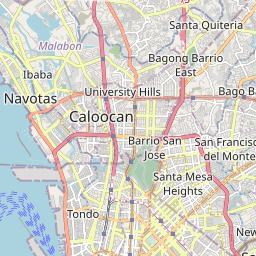 Santa Quiteria
Malabon
Bagong Barrio
East
Ibaba
Navotas
University Hills
Bago B
Caloocan
Barrio San
Jose
San Francisc
del Monte
Santa Mesa
Heights
Tondo
New
S